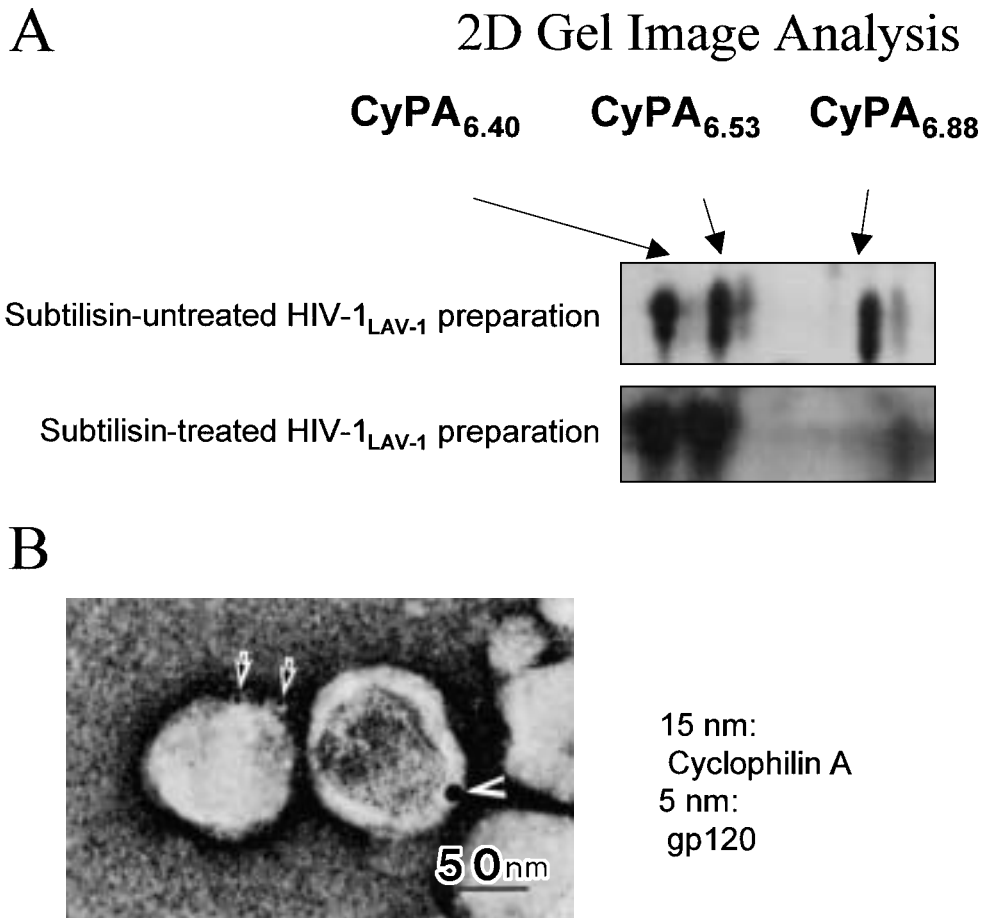 A
2D Gel Image Analysis
CyPA6.40 CyPA6.53 CyPA6.88
Subtilisin-untreated HIV-1LAV-1 preparation
Subtilisin-treated HIV-1LAV-1 preparation
B
15 nm:
Cyclophilin A
5 nm:
gp120
50nm